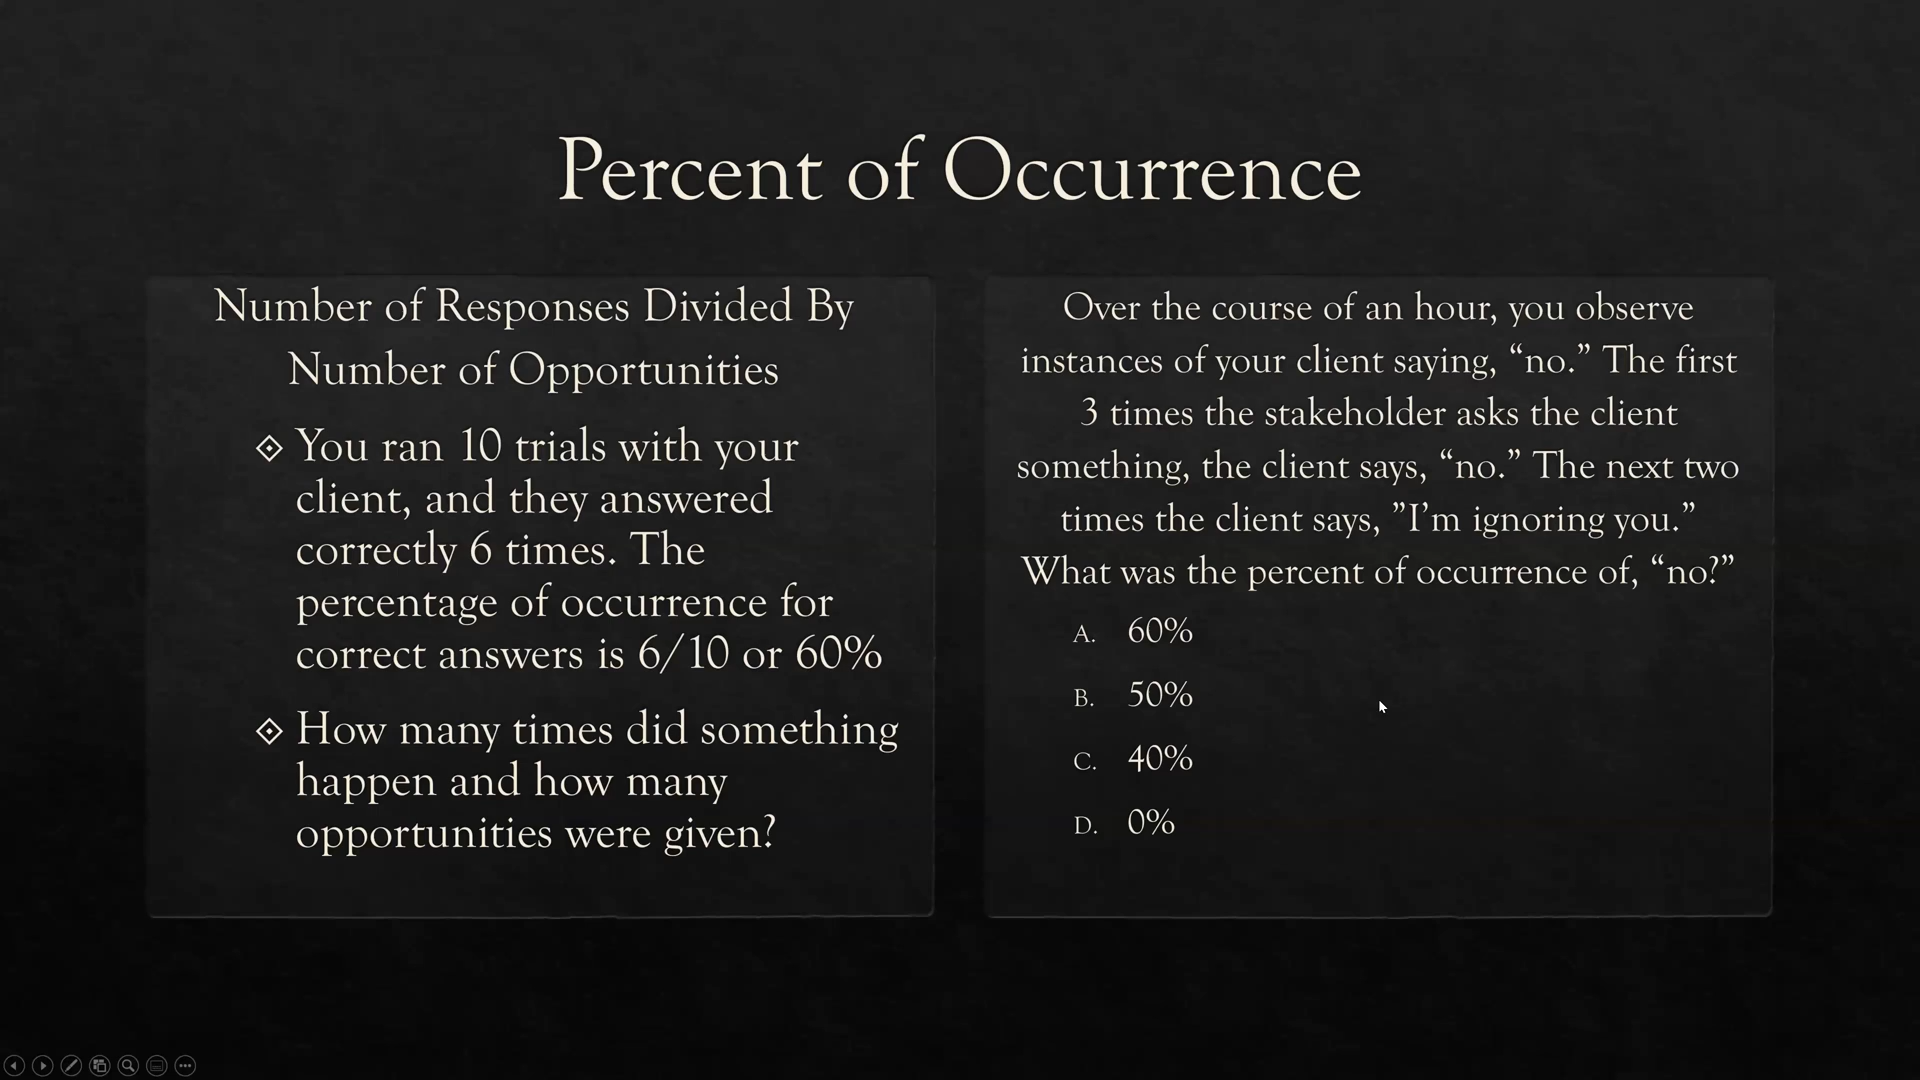 Percent of Occurrence
Number of Responses Divided By
Number of Opportunities
You ran 10 trials with your
client, and they answered
correctly 6 times. The
percentage of occurrence for
correct answers is 6/10 or 60%
How many times did something
happen and how many
opportunities were given?
Over the course of an hour, you observe
instances of your client saying, “no.” The first
3 times the stakeholder asks the client
something, the client says, “no.” The next two
times the client says, ”I’m ignoring you.”
What was the percent of occurrence of, “no?”
A. 60%
B. 50%
C. 40%
D. 0%